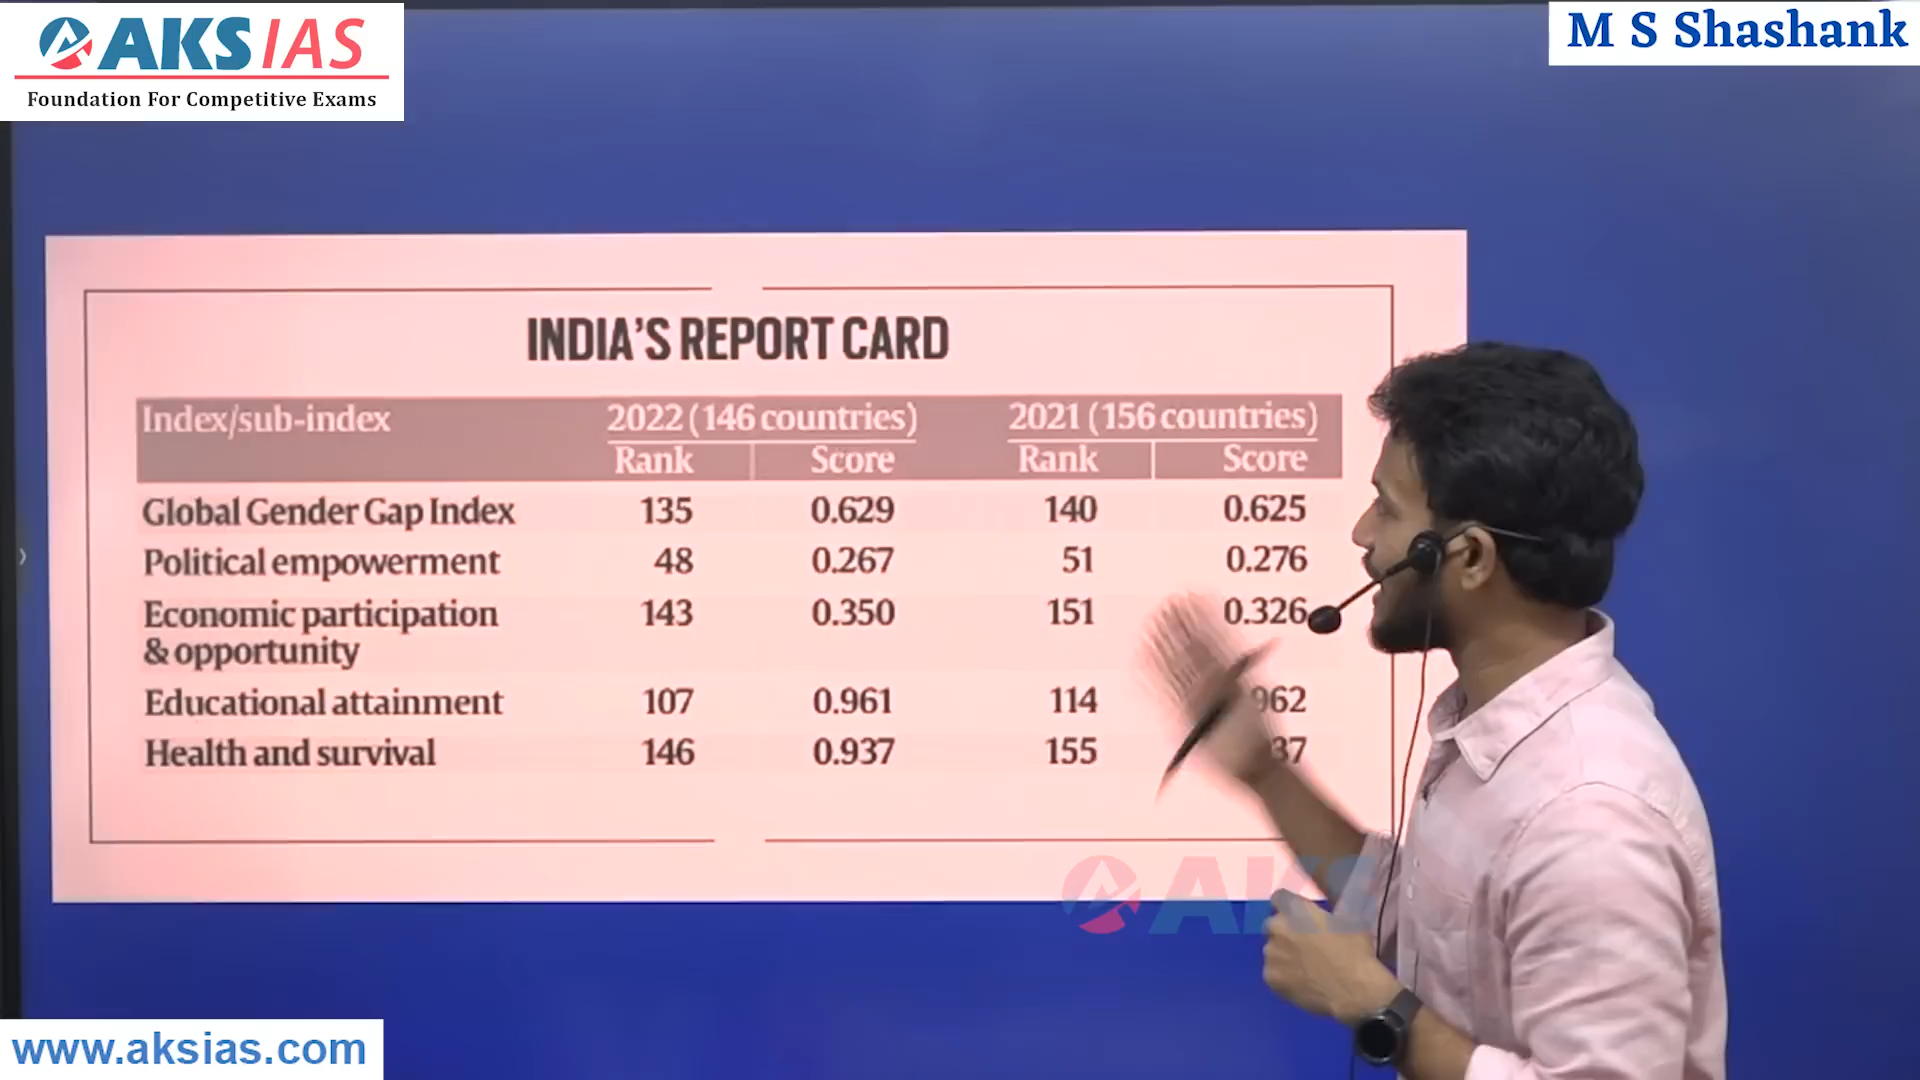 AKS IAS
Foundation For Competitive Exams
M S Shashank
INDIA'S REPORT CARD
Index/sub-index 2022 (146 countries) 2021 (156 countries)
Rank Score Rank Score
Global Gender Gap Index 135 0.629 140 0.625
Political empowerment 48 0.267 51 0.276
Economic participation 143 0.350 151 0.326
& opportunity
Educational attainment 107 0.961 114
Health and survival 146 0.937 155
AKS
www.aksias.com